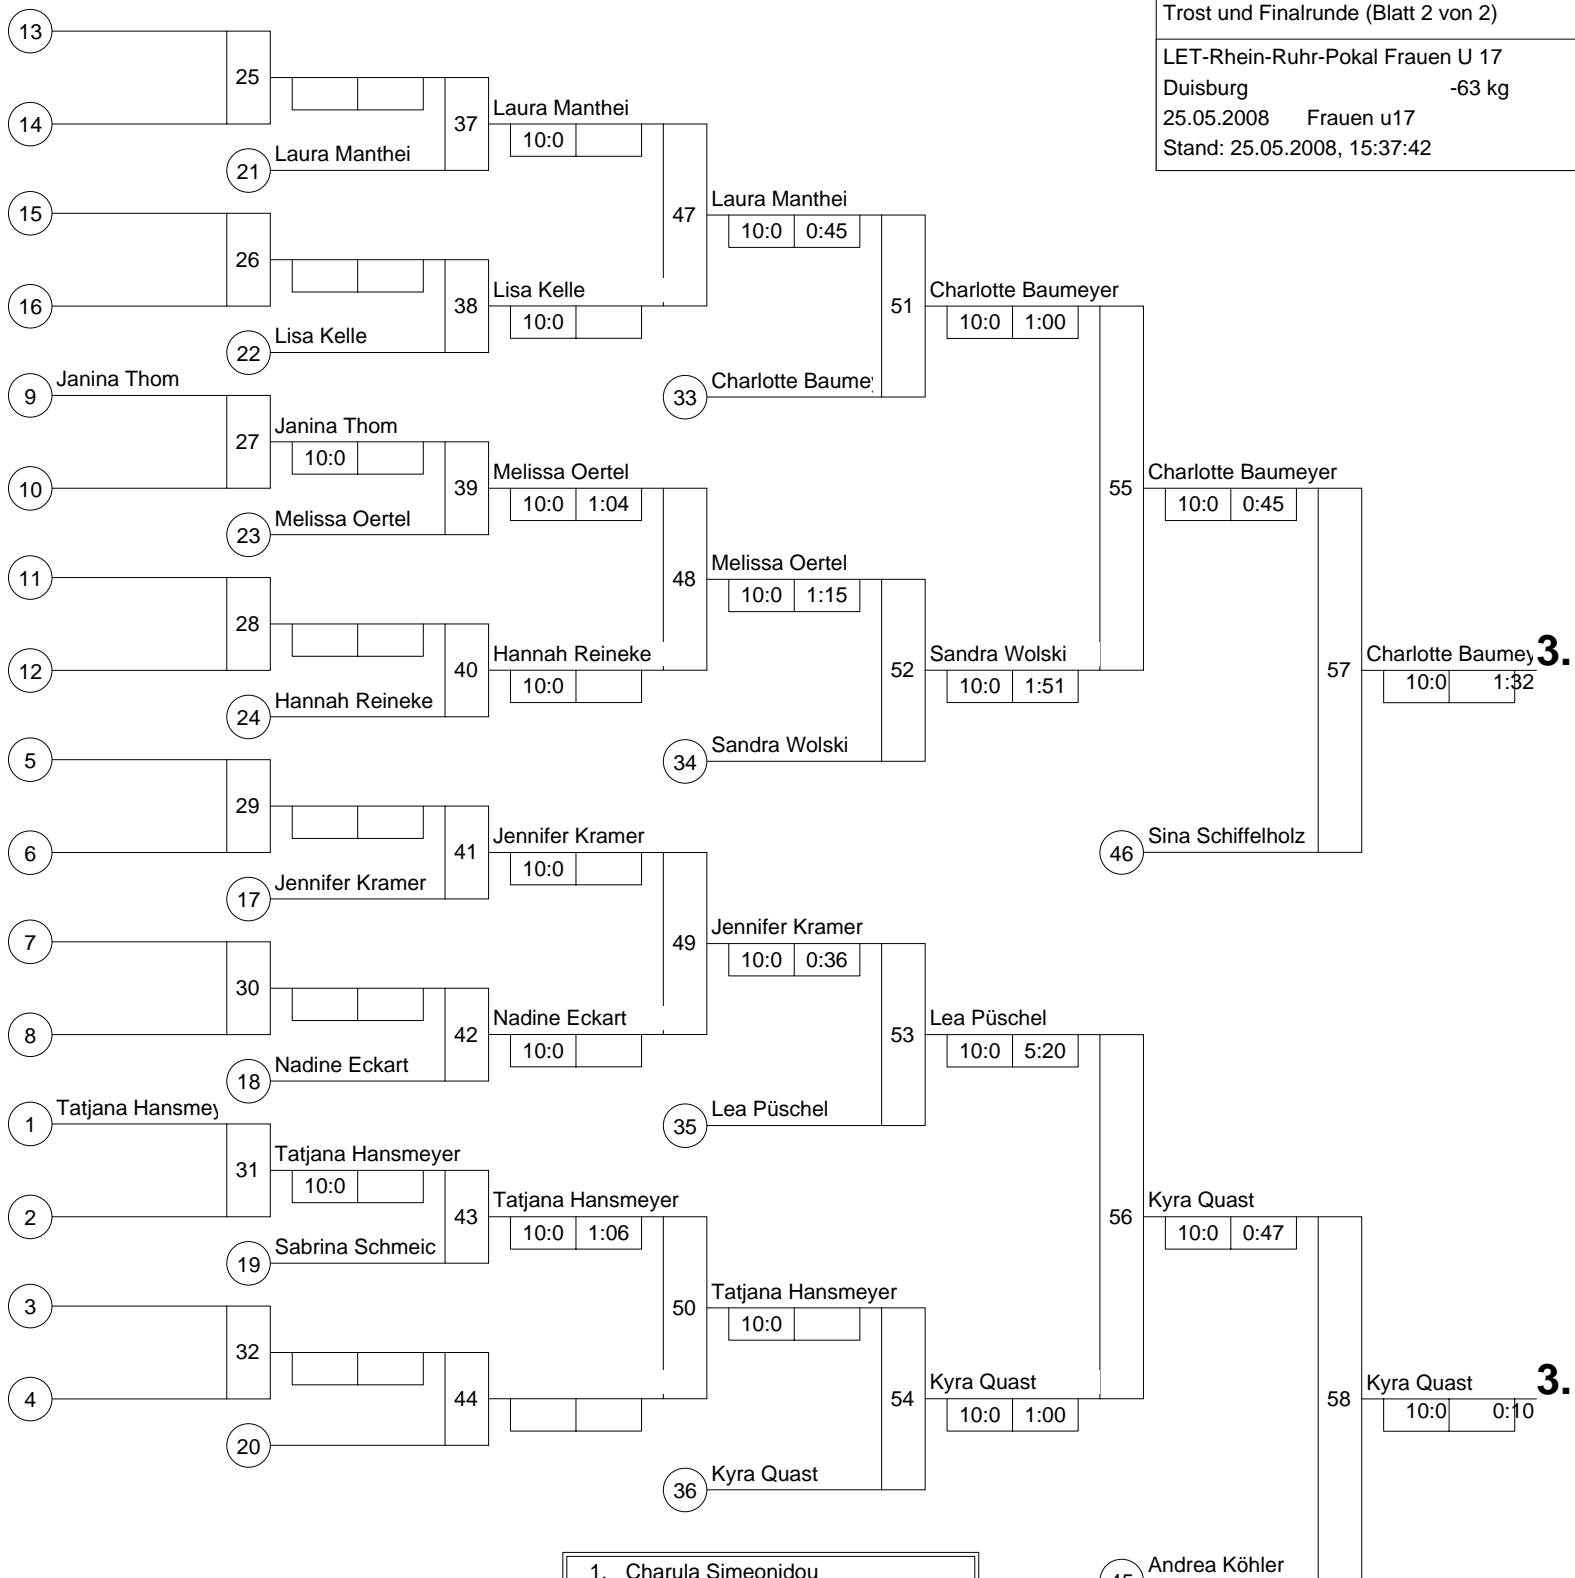 Trost und Finalrunde (Blatt 2 von 2)
LET-Rhein-Ruhr-Pokal Frauen U 17
Duisburg -63 kg
25.05.2008 Frauen u17
Stand: 25.05.2008, 15:37:42
13
25
14
37
Laura Manthei
10:0
21
Laura Manthei
15
47
Laura Manthei
10:0 0:45
26
16
38
Lisa Kelle
10:0
22
Lisa Kelle
51
Charlotte Baumeyer
10:0 1:00
33
Charlotte Baumey
9
Janina Thom
27
Janina Thom
10:0
10
39
Melissa Oertel
10:0 1:04
23
Melissa Oertel
55
Charlotte Baumeyer
10:0 0:45
11
48
Melissa Oertel
10:0 1:15
28
12
40
Hannah Reineke
10:0
24
Hannah Reineke
52
Sandra Wolski
10:0 1:51
34
Sandra Wolski
57
Charlotte Baumey
3.
10:0 1:32
5
29
6
41
Jennifer Kramer
10:0
17
Jennifer Kramer
46
Sina Schiffelholz
7
49
Jennifer Kramer
10:0 0:36
30
8
42
Nadine Eckart
10:0
18
Nadine Eckart
53
Lea Püschel
10:0 5:20
35
Lea Püschel
1
Tatjana Hansmey
31
Tatjana Hansmeyer
10:0
2
43
Tatjana Hansmeyer
10:0 1:06
19
Sabrina Schmeic
56
Kyra Quast
10:0 0:47
3
50
Tatjana Hansmeyer
10:0
32
4
44
20
54
Kyra Quast
10:0 1:00
36
Kyra Quast
58
Kyra Quast
3.
10:0 0:10
1. Charula Simeonidou
45
Andrea Köhler